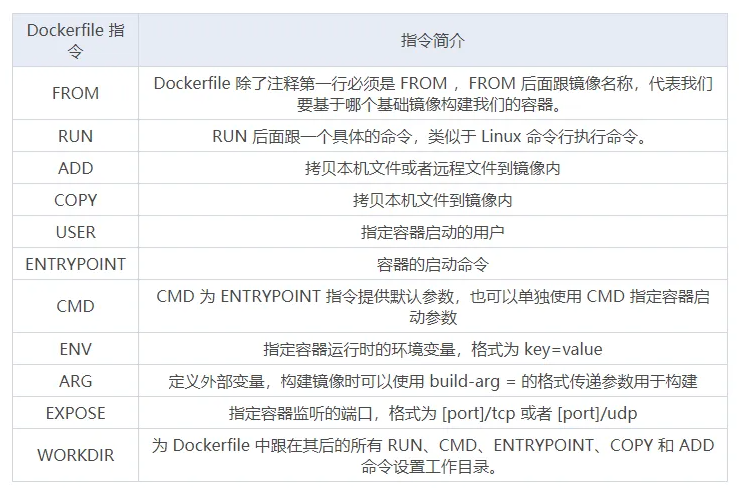 Dockerfile 指
令
指令简介
FROM
Dockerfile 除了注释第一行必须是 FROM ，FROM 后面跟镜像名称，代表我们
要基于哪个基础镜像构建我们的容器。
RUN
RUN 后面跟一个具体的命令，类似于 Linux 命令行执行命令。
ADD
拷贝本机文件或者远程文件到镜像内
COPY
拷贝本机文件到镜像内
USER
指定容器启动的用户
ENTRYPOINT
容器的启动命令
CMD
CMD 为 ENTRYPOINT 指令提供默认参数，也可以单独使用 CMD 指定容器启
动参数
ENV
指定容器运行时的环境变量，格式为 key=value
ARG
定义外部变量，构建镜像时可以使用 build-arg = 的格式传递参数用于构建
EXPOSE
指定容器监听的端口，格式为 [port]/tcp 或者 [port]/udp
WORKDIR
为 Dockerfile 中跟在其后的所有 RUN、CMD、ENTRYPOINT、COPY 和 ADD
命令设置工作目录。